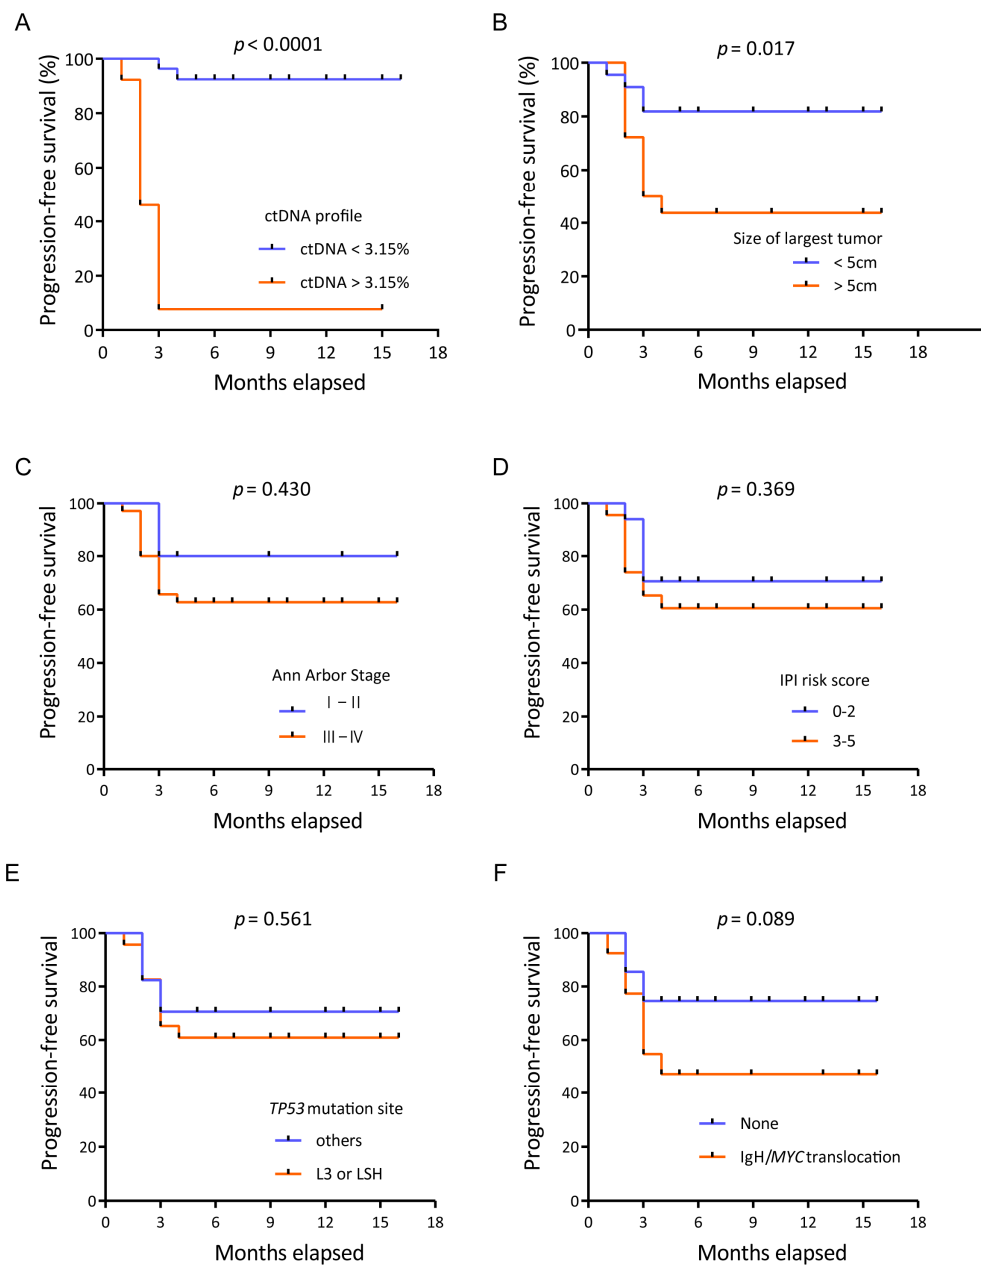 A
p < 0.0001
Progression-free survival (%)
100
80
60
40
20
0
ctDNA profile
ctDNA < 3.15%
ctDNA > 3.15%
0 3 6 9 12 15 18
Months elapsed
B
p = 0.017
Progression-free survival (%)
100
80
60
40
20
0
Size of largest tumor
< 5cm
> 5cm
0 3 6 9 12 15 18
Months elapsed
C
p = 0.430
Progression-free survival
100
80
60
40
20
0
Ann Arbor Stage
I – II
III – IV
0 3 6 9 12 15 18
Months elapsed
D
p = 0.369
Progression-free survival
100
80
60
40
20
0
IPI risk score
0-2
3-5
0 3 6 9 12 15 18
Months elapsed
E
p = 0.561
Progression-free survival
100
80
60
40
20
0
TP53 mutation site
others
L3 or LSH
0 3 6 9 12 15 18
Months elapsed
F
p = 0.089
Progression-free survival
100
80
60
40
20
0
None
IgH/MYC translocation
0 3 6 9 12 15 18
Months elapsed